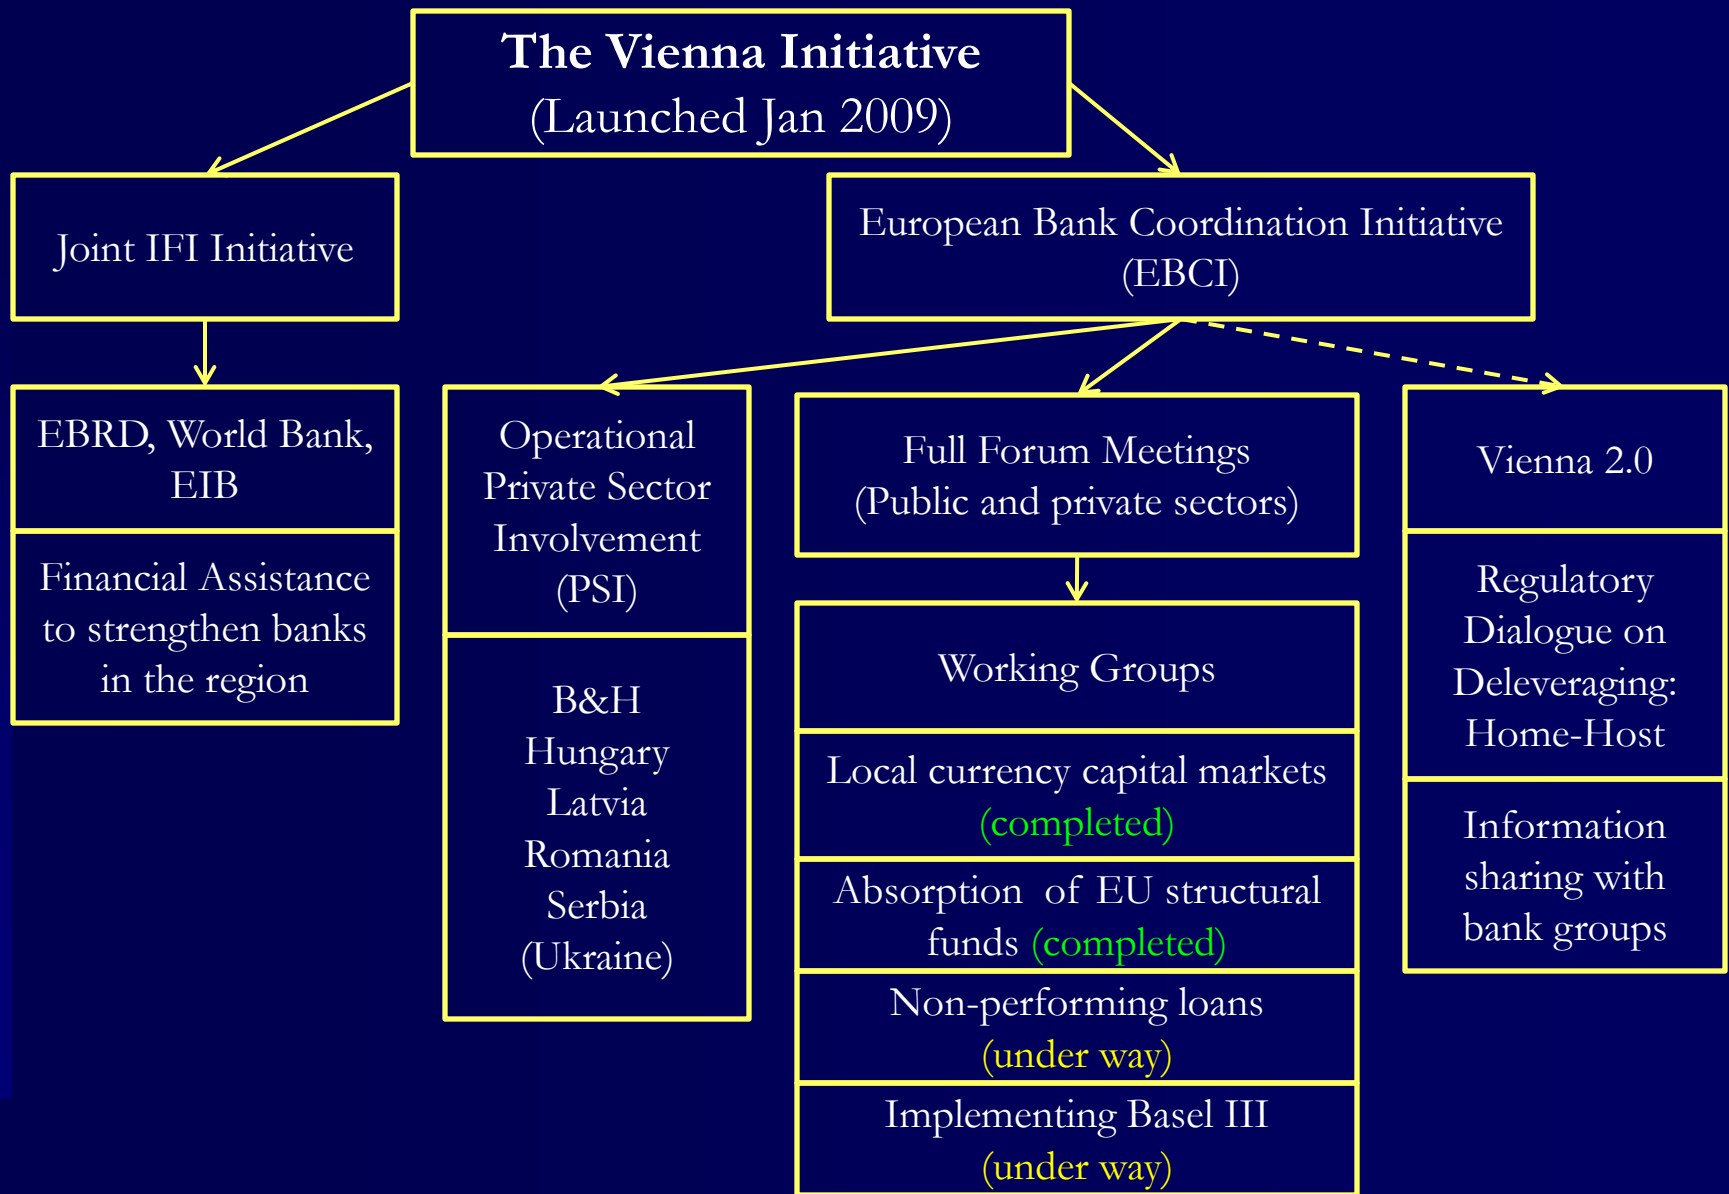 The Vienna Initiative
(Launched Jan 2009)
Joint IFI Initiative
European Bank Coordination Initiative
(EBCI)
EBRD, World Bank,
EIB
Financial Assistance
to strengthen banks
in the region
Operational
Private Sector
Involvement
(PSI)
B&H
Hungary
Latvia
Romania
Serbia
(Ukraine)
Full Forum Meetings
(Public and private sectors)
Working Groups
Local currency capital markets
(completed)
Absorption of EU structural
funds (completed)
Non-performing loans
(under way)
Implementing Basel III
(under way)
Vienna 2.0
Regulatory
Dialogue on
Deleveraging:
Home-Host
Information
sharing with
bank groups